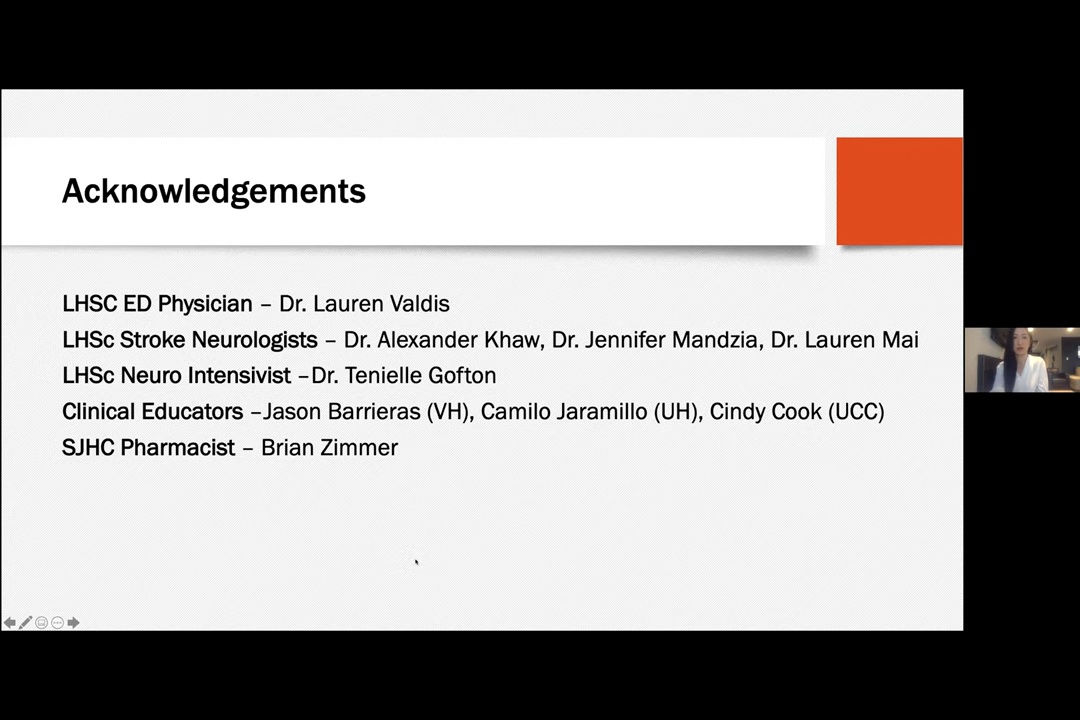 Acknowledgements
LHSC ED Physician – Dr. Lauren Valdis
LHSc Stroke Neurologists – Dr. Alexander Khaw, Dr. Jennifer Mandzia, Dr. Lauren Mai
LHSc Neuro Intensivist –Dr. Tenielle Gofton
Clinical Educators –Jason Barrieras (VH), Camilo Jaramillo (UH), Cindy Cook (UCC)
SJHC Pharmacist – Brian Zimmer